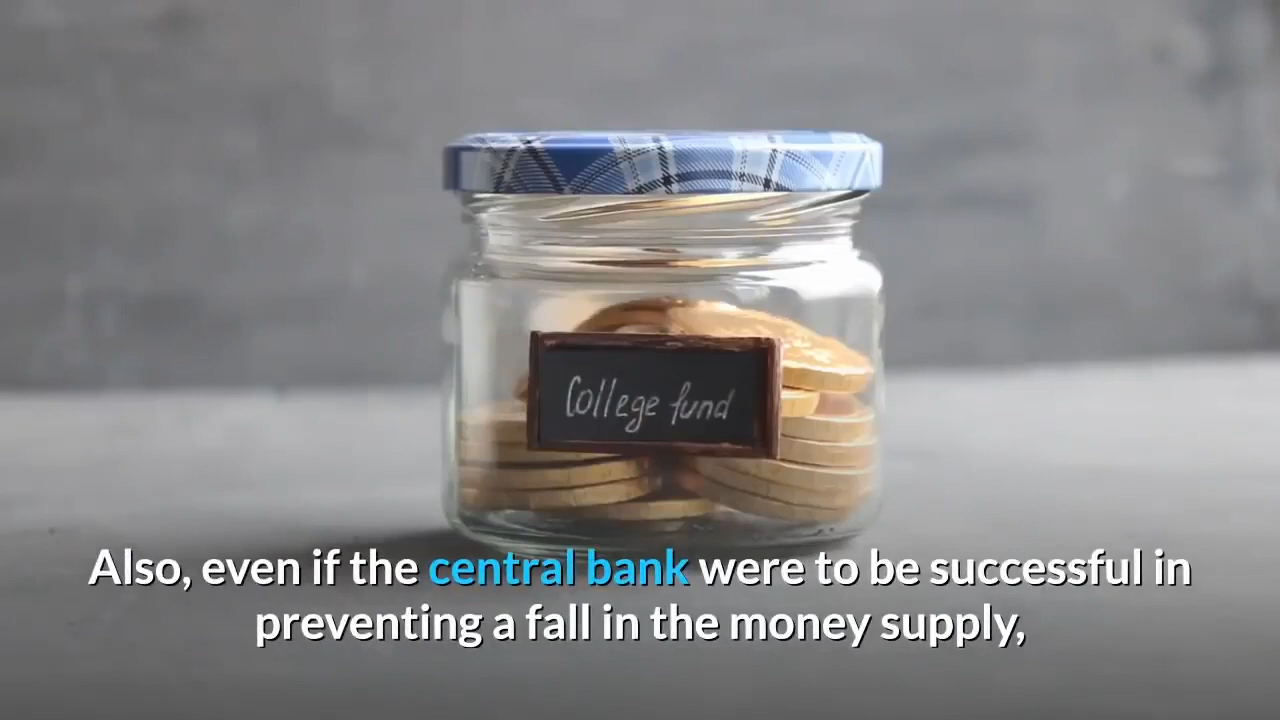 College fund
Also, even if the central bank were to be successful in
preventing a fall in the money supply,